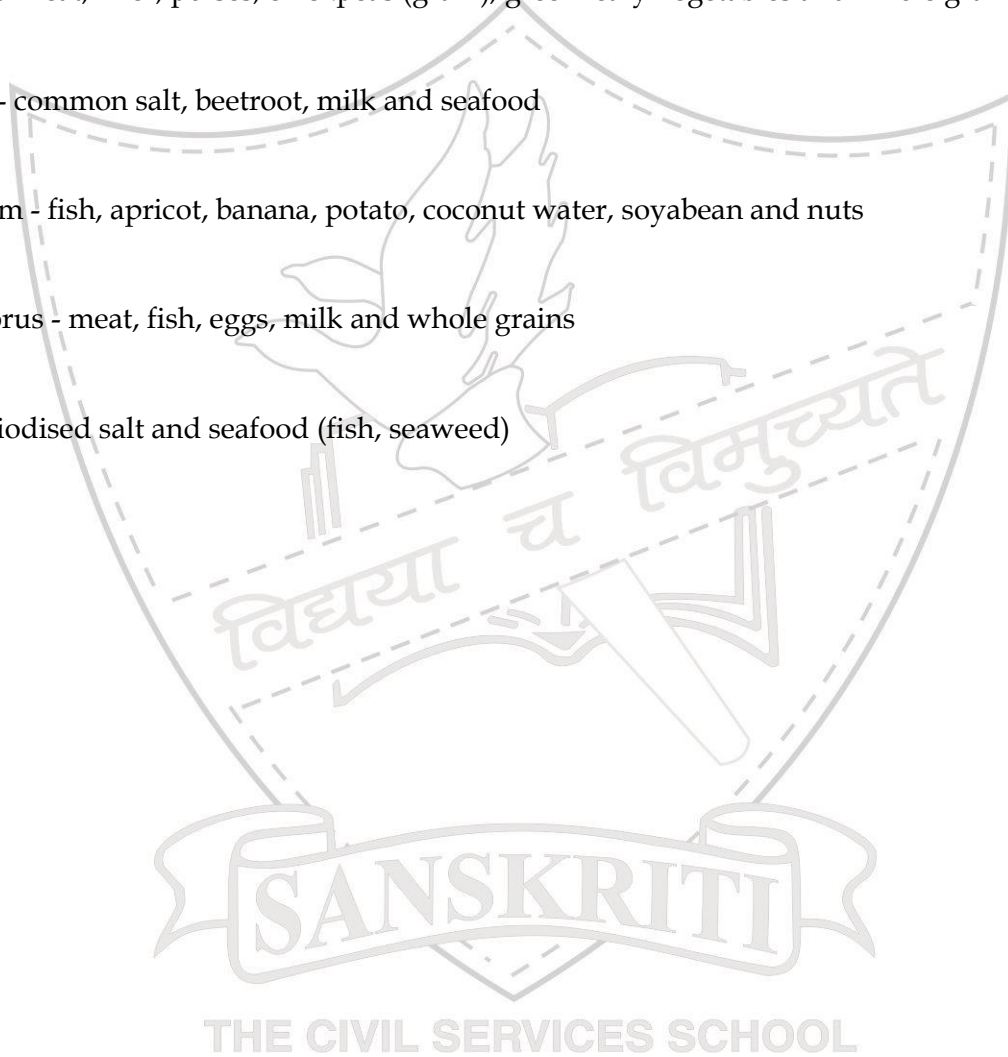 - common salt, beetroot, milk and seafood
m - fish, apricot, banana, potato, coconut water, soyabean and nuts
orus - meat, fish, eggs, milk and whole grains
iodised salt and seafood (fish, seaweed)
विद्यया च विमुच्यते
SANSKRITI
THE CIVIL SERVICES SCHOOL